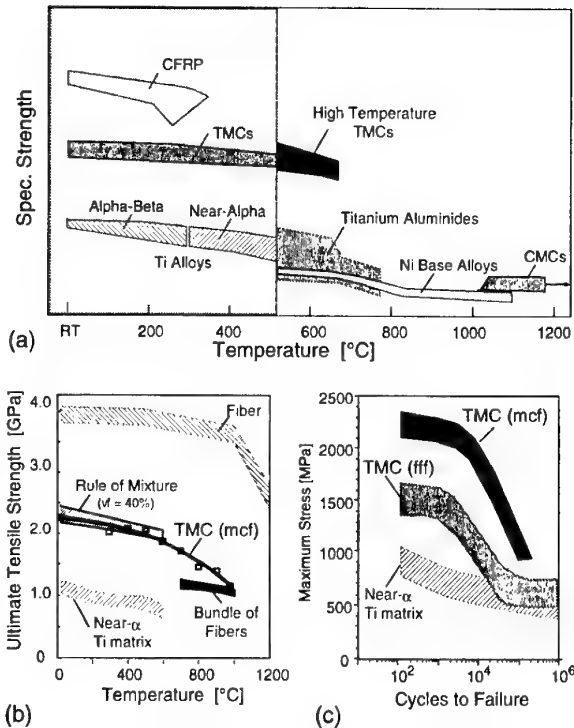 CFRP
High Temperature
TMCs
TMCs
Spec. Strength
Alpha-Beta
Near-Alpha
Titanium Aluminides
Ti Alloys
Ni Base Alloys
CMCs
RT 200 400 600 800 1000 1200
(a) Temperature [°C]
4.0
Fiber
3.0
Rule of Mixture
(vf = 40%)
2.0
TMC (mcf)
1.0
Near-α
Ti matrix
Bundle of
Fibers
0
0 400 800 1200
Ultimate Tensile Strength [GPa]
(b) Temperature [°C]
2500
TMC (mcf)
2000
TMC (fff)
1500
1000
Near-α
Ti matrix
500
0
10² 10⁴ 10⁶
Maximum Stress [MPa]
(c) Cycles to Failure